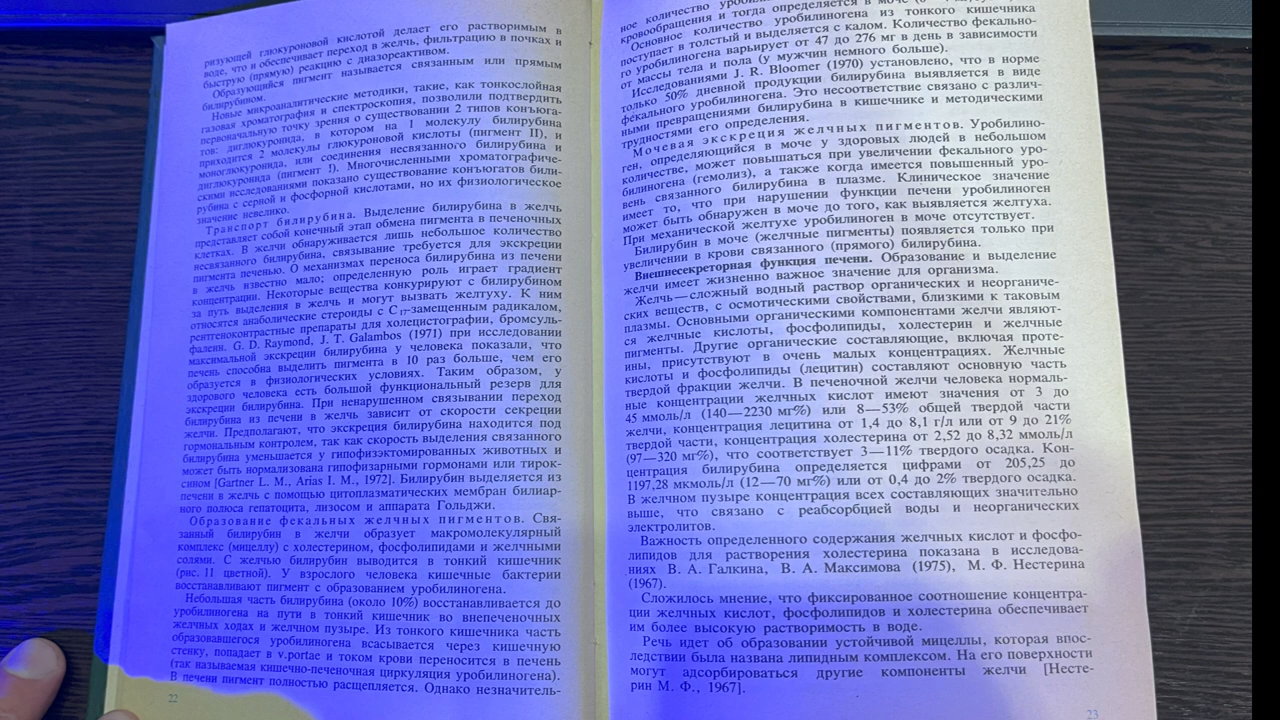 ризующей глюкуроновой кислотой делает его растворимым в
воде, что и обеспечивает переход в желчь, фильтрацию в почках и
быструю (прямую) реакцию с диазореактивом.
Образующийся пигмент называется связанным или прямым
билирубином.
Новые микроаналитические методики, такие, как тонкослойная
газовая хроматография и спектроскопия, позволили подтвердить
первоначальную точку зрения о существовании 2 типов конъюга-
тов: диглюкуронида, в котором на 1 молекулу билирубина
приходится 2 молекулы глюкуроновой кислоты (пигмент II), и
моноглюкуронида, или соединения несвязанного билирубина и
диглюкуронида (пигмент I). Многочисленными хроматографиче-
скими исследованиями показано существование конъюгатов били-
рубина с серной и фосфорной кислотами, но их физиологическое
значение невелико.
Транспорт билирубина. Выделение билирубина в желчь
представляет собой конечный этап обмена пигмента в печеночных
клетках. В желчи обнаруживается лишь небольшое количество
несвязанного билирубина, связывание требуется для экскреции
пигмента печенью. О механизмах переноса билирубина из печени
в желчь известно мало: определенную роль играет градиент
концентрации. Некоторые вещества конкурируют с билирубином
за путь выделения в желчь и могут вызвать желтуху. К ним
относятся анаболические стероиды с C17-замещенным радикалом,
рентгеноконтрастные препараты для холецистографии, бромсуль-
фалеин. G. D. Raymond, J. T. Galambos (1971) при исследовании
максимальной экскреции билирубина у человека показали, что
печень способна выделить пигмента в 10 раз больше, чем его
образуется в физиологических условиях. Таким образом, у
здорового человека есть большой функциональный резерв для
экскреции билирубина. При ненарушенном связывании переход
билирубина из печени в желчь зависит от скорости секреции
желчи. Предполагают, что экскреция билирубина находится под
гормональным контролем, так как скорость выделения связанного
билирубина уменьшается у гипофизэктомированных животных и
может быть нормализована гипофизарными гормонами или тирок-
сином [Gartner L. M., Arias I. M., 1972]. Билирубин выделяется из
печени в желчь с помощью цитоплазматических мембран билиар-
ного полюса гепатоцита, лизосом и аппарата Гольджи.
Образование фекальных желчных пигментов. Свя-
занный билирубин в желчи образует макромолекулярный
комплекс (мицеллу) с холестерином, фосфолипидами и желчными
солями. С желчью билирубин выводится в тонкий кишечник
(рис. 11 цветной). У взрослого человека кишечные бактерии
восстанавливают пигмент с образованием уробилиногена.
Небольшая часть билирубина (около 10%) восстанавливается до
уробилиногена на пути в тонкий кишечник во внепеченочных
желчных ходах и желчном пузыре. Из тонкого кишечника часть
образовавшегося уробилиногена всасывается через кишечную
стенку, попадает в v.portae и током крови переносится в печень
(так называемая кишечно-печеночная циркуляция уробилиногена).
В печени пигмент полностью расщепляется. Однако незначитель-
22
ное количество
кровообращения и тогда определяется в моче
Основное количество уробилиногена из тонкого кишечника
поступает в толстый и выделяется с калом. Количество фекально-
го уробилиногена варьирует от 47 до 276 мг в день в зависимости
от массы тела и пола (у мужчин немного больше).
Исследованиями J. R. Bloomer (1970) установлено, что в норме
только 50% дневной продукции билирубина выявляется в виде
фекального уробилиногена. Это несоответствие связано с различ-
ными превращениями билирубина в кишечнике и методическими
трудностями его определения.
Мочевая экскреция желчных пигментов. Уробилино-
ген, определяющийся в моче у здоровых людей в небольшом
количестве, может повышаться при увеличении фекального уро-
билиногена (гемолиз), а также когда имеется повышенный уро-
вень связанного билирубина в плазме. Клиническое значение
имеет то, что при нарушении функции печени уробилиноген
может быть обнаружен в моче до того, как выявляется желтуха.
При механической желтухе уробилиноген в моче отсутствует.
Билирубин в моче (желчные пигменты) появляется только при
увеличении в крови связанного (прямого) билирубина.
Внешнесекреторная функция печени. Образование и выделение
желчи имеет жизненно важное значение для организма.
Желчь — сложный водный раствор органических и неорганиче-
ских веществ, с осмотическими свойствами, близкими к таковым
плазмы. Основными органическими компонентами желчи являют-
ся желчные кислоты, фосфолипиды, холестерин и желчные
пигменты. Другие органические составляющие, включая проте-
ины, присутствуют в очень малых концентрациях. Желчные
кислоты и фосфолипиды (лецитин) составляют основную часть
твердой фракции желчи. В печеночной желчи человека нормаль-
ные концентрации желчных кислот имеют значения от 3 до
45 ммоль/л (140—2230 мг%) или 8—53% общей твердой части
желчи, концентрация лецитина от 1,4 до 8,1 г/л или от 9 до 21%
твердой части, концентрация холестерина от 2,52 до 8,32 ммоль/л
(97—320 мг%), что соответствует 3—11% твердого осадка. Кон-
центрация билирубина определяется цифрами от 205,25 до
1197,28 мкмоль/л (12—70 мг%) или от 0,4 до 2% твердого осадка.
В желчном пузыре концентрация всех составляющих значительно
выше, что связано с реабсорбцией воды и неорганических
электролитов.
Важность определенного содержания желчных кислот и фосфо-
липидов для растворения холестерина показана в исследова-
ниях В. А. Галкина, В. А. Максимова (1975), М. Ф. Нестерина
(1967).
Сложилось мнение, что фиксированное соотношение концентра-
ции желчных кислот, фосфолипидов и холестерина обеспечивает
им более высокую растворимость в воде.
Речь идет об образовании устойчивой мицеллы, которая впос-
ледствии была названа липидным комплексом. На его поверхности
могут адсорбироваться другие компоненты желчи [Несте-
рин М. Ф., 1967].
23